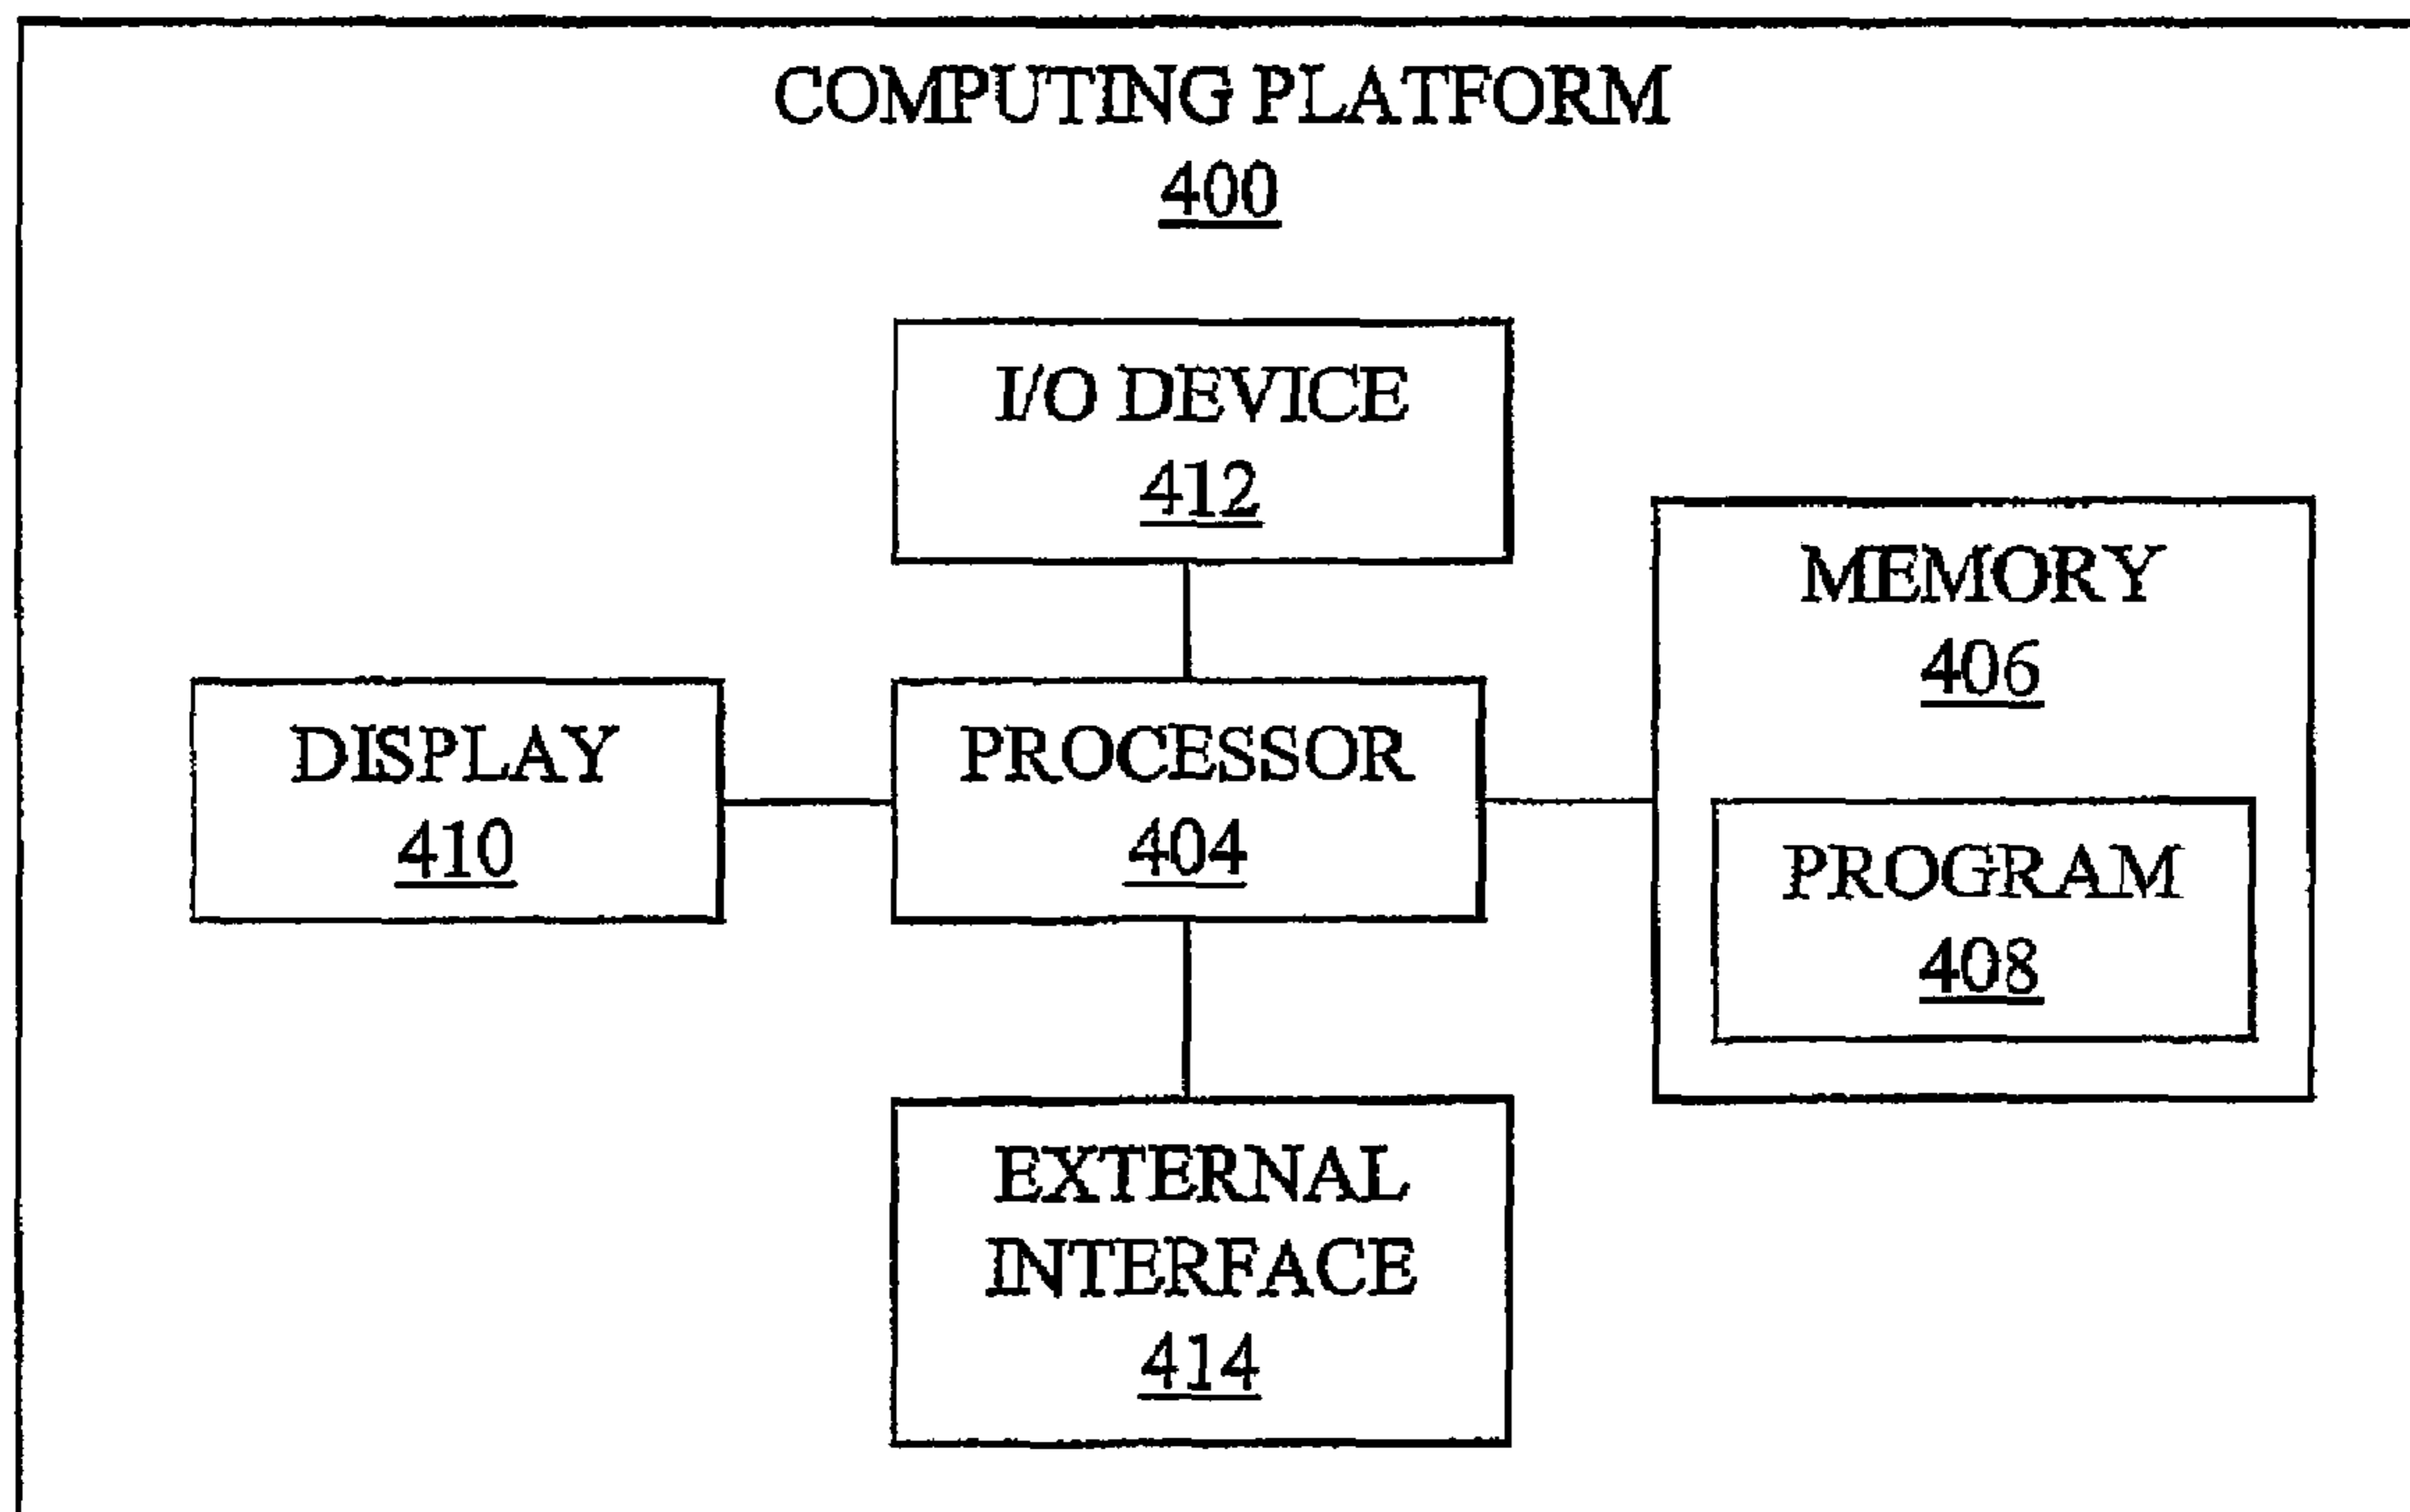 COMPUTING PLATFORM
400
I/O DEVICE
412
MEMORY
406
DISPLAY
410
PROCESSOR
404
PROGRAM
408
EXTERNAL
INTERFACE
414